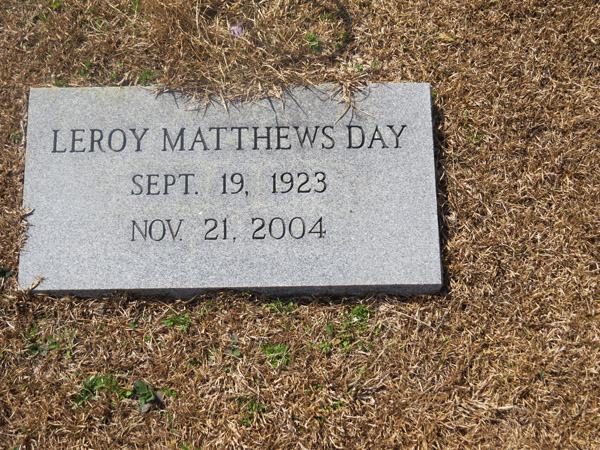 LEROY MATTHEWS DAY
SEPT. 19, 1923
NOV. 21, 2004